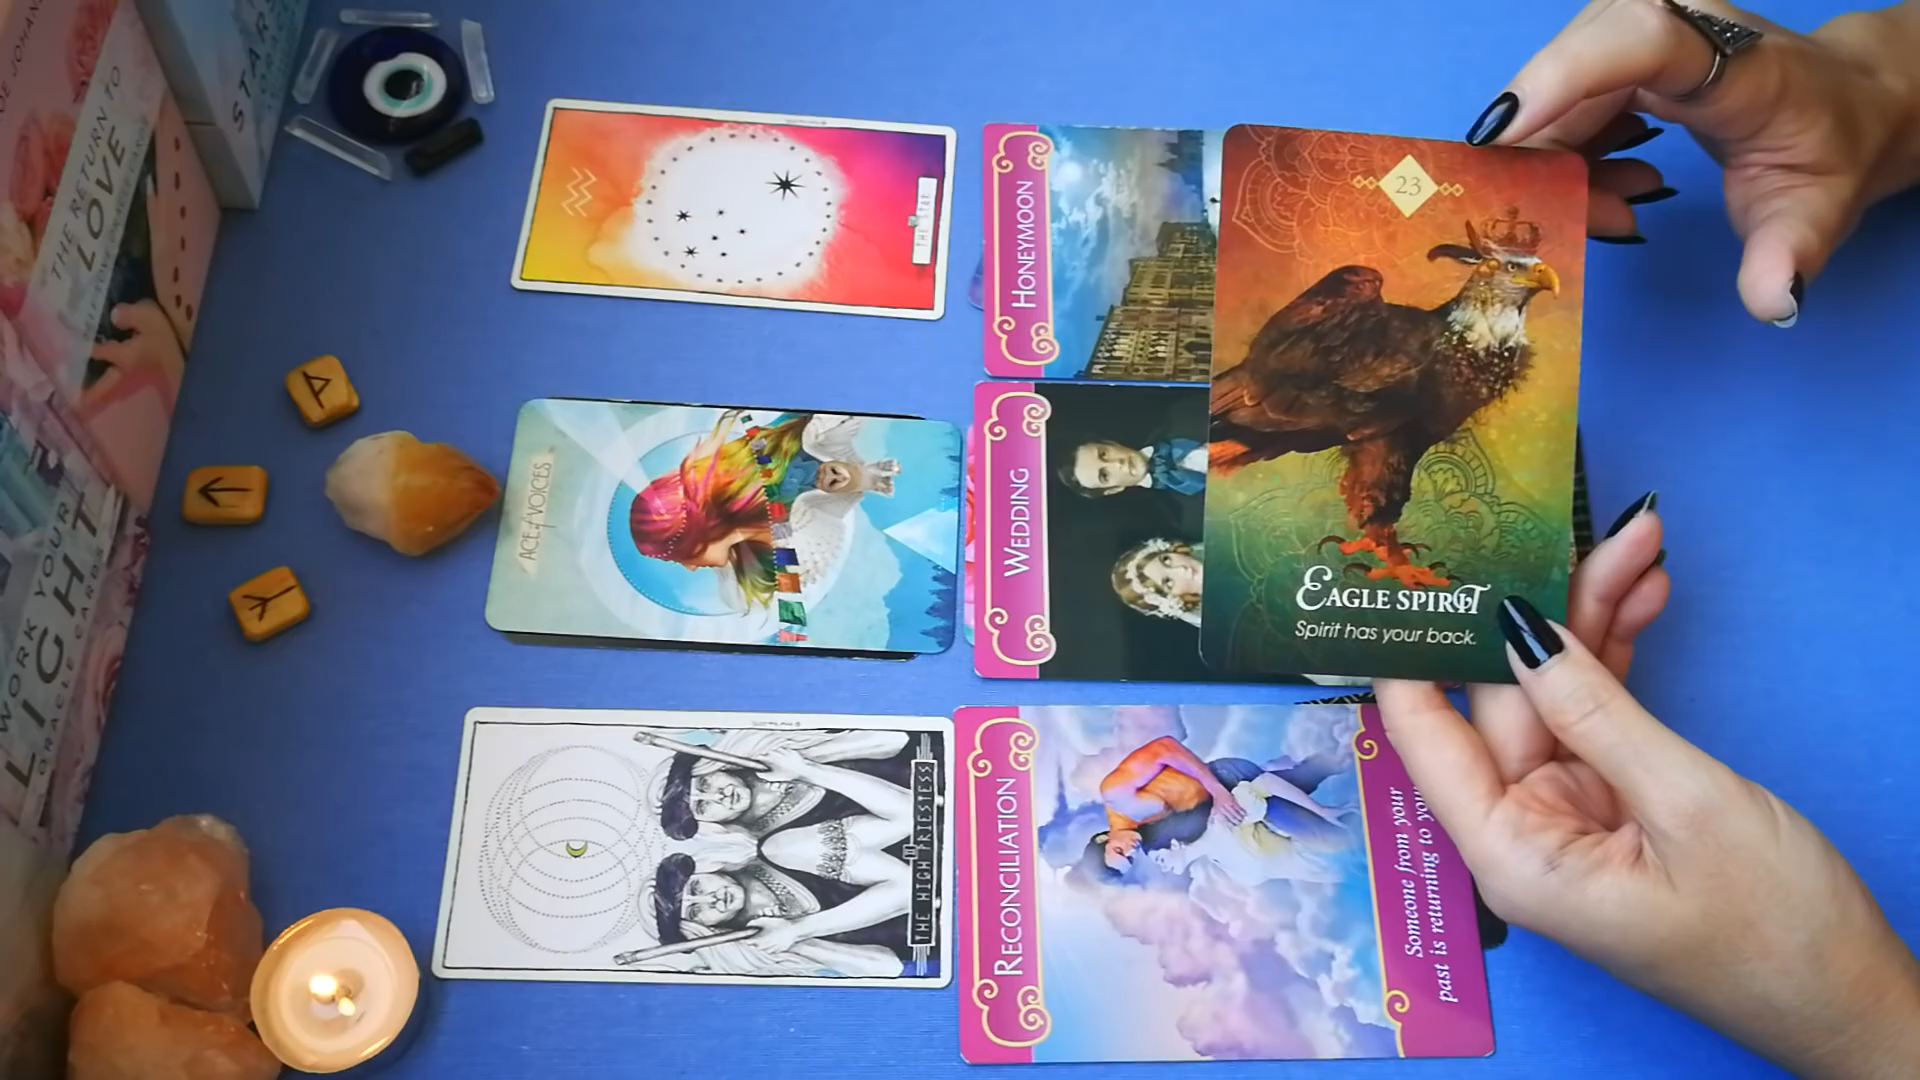 THE RETURN TO
LOVE
WORK YOUR
LIGHT
ORACLE CARDS
THE STAR
ACE of VOICES
THE HIGH PRIESTESS
II
HONEYMOON
WEDDING
RECONCILIATION
Someone from your
past is returning to
23
EAGLE SPIRIT
Spirit has your back.